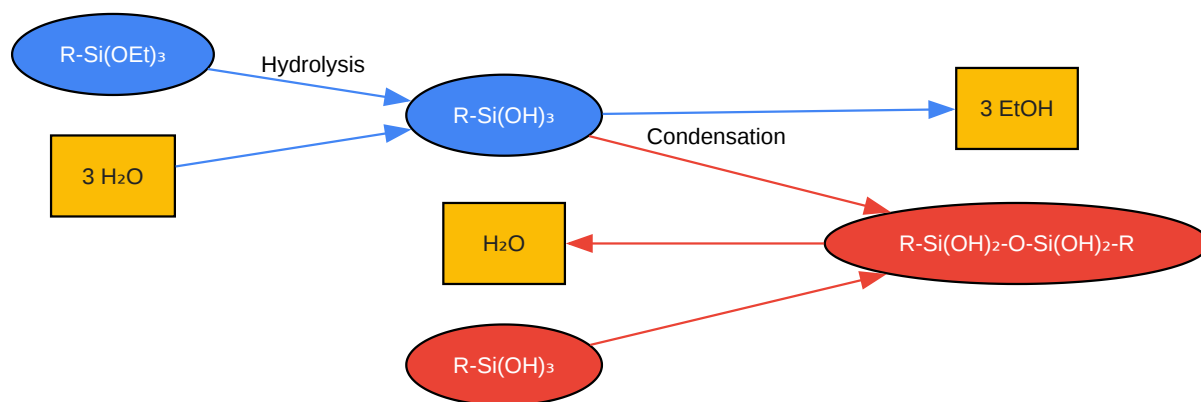 R-Si(OEt)₃
Hydrolysis
3 H₂O
R-Si(OH)₃
3 EtOH
Condensation
H₂O
R-Si(OH)₂-O-Si(OH)₂-R
R-Si(OH)₃